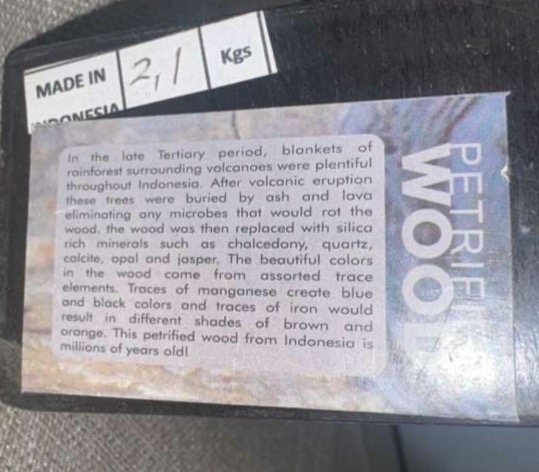 MADE IN 2,1 Kgs
In the late Tertiary period, blankets of
rainforest surrounding volcanoes were plentiful
throughout Indonesia. After volcanic eruption
these trees were buried by ash and lava
eliminating any microbes that would rot the
wood, the wood was then replaced with silica
rich minerals such as chalcedony, quartz,
calcite, opal and jasper. The beautiful colors
in the wood come from assorted trace
elements. Traces of manganese create blue
and black colors and traces of iron would
result in different shades of brown and
orange. This petrified wood from Indonesia is
millions of years old!